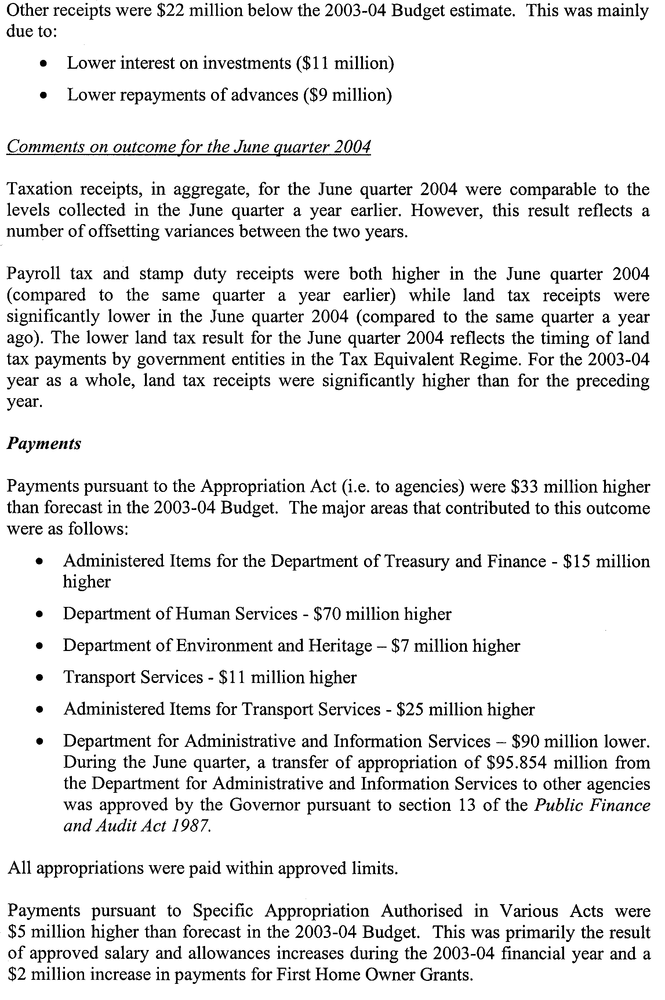 Other receipts were $22 million below the 2003-04 Budget estimate. This was mainly
due to:
• Lower interest on investments ($11 million)
• Lower repayments of advances ($9 million)
Comments on outcome for the June quarter 2004
Taxation receipts, in aggregate, for the June quarter 2004 were comparable to the
levels collected in the June quarter a year earlier. However, this result reflects a
number of offsetting variances between the two years.
Payroll tax and stamp duty receipts were both higher in the June quarter 2004
(compared to the same quarter a year earlier) while land tax receipts were
significantly lower in the June quarter 2004 (compared to the same quarter a year
ago). The lower land tax result for the June quarter 2004 reflects the timing of land
tax payments by government entities in the Tax Equivalent Regime. For the 2003-04
year as a whole, land tax receipts were significantly higher than for the preceding
year.
Payments
Payments pursuant to the Appropriation Act (i.e. to agencies) were $33 million higher
than forecast in the 2003-04 Budget. The major areas that contributed to this outcome
were as follows:
• Administered Items for the Department of Treasury and Finance - $15 million
higher
• Department of Human Services - $70 million higher
• Department of Environment and Heritage – $7 million higher
• Transport Services - $11 million higher
• Administered Items for Transport Services - $25 million higher
• Department for Administrative and Information Services – $90 million lower.
During the June quarter, a transfer of appropriation of $95.854 million from
the Department for Administrative and Information Services to other agencies
was approved by the Governor pursuant to section 13 of the Public Finance
and Audit Act 1987.
All appropriations were paid within approved limits.
Payments pursuant to Specific Appropriation Authorised in Various Acts were
$5 million higher than forecast in the 2003-04 Budget. This was primarily the result
of approved salary and allowances increases during the 2003-04 financial year and a
$2 million increase in payments for First Home Owner Grants.